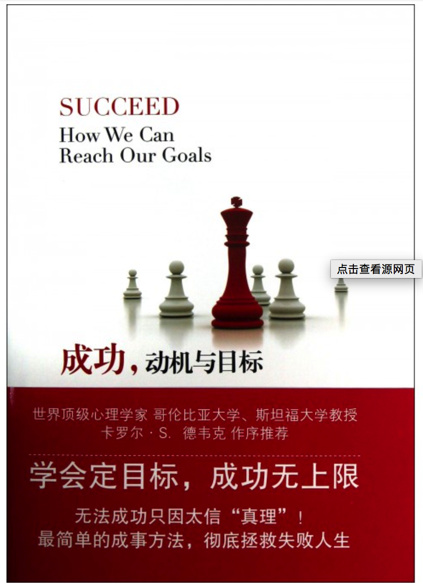 SUCCEED
How We Can
Reach Our Goals
点击查看源网页
成功，动机与目标
世界顶级心理学家 哥伦比亚大学、斯坦福大学教授
卡罗尔·S. 德韦克 作序推荐
学会定目标，成功无上限
无法成功只因太信“真理”！
最简单的成事方法，彻底拯救失败人生